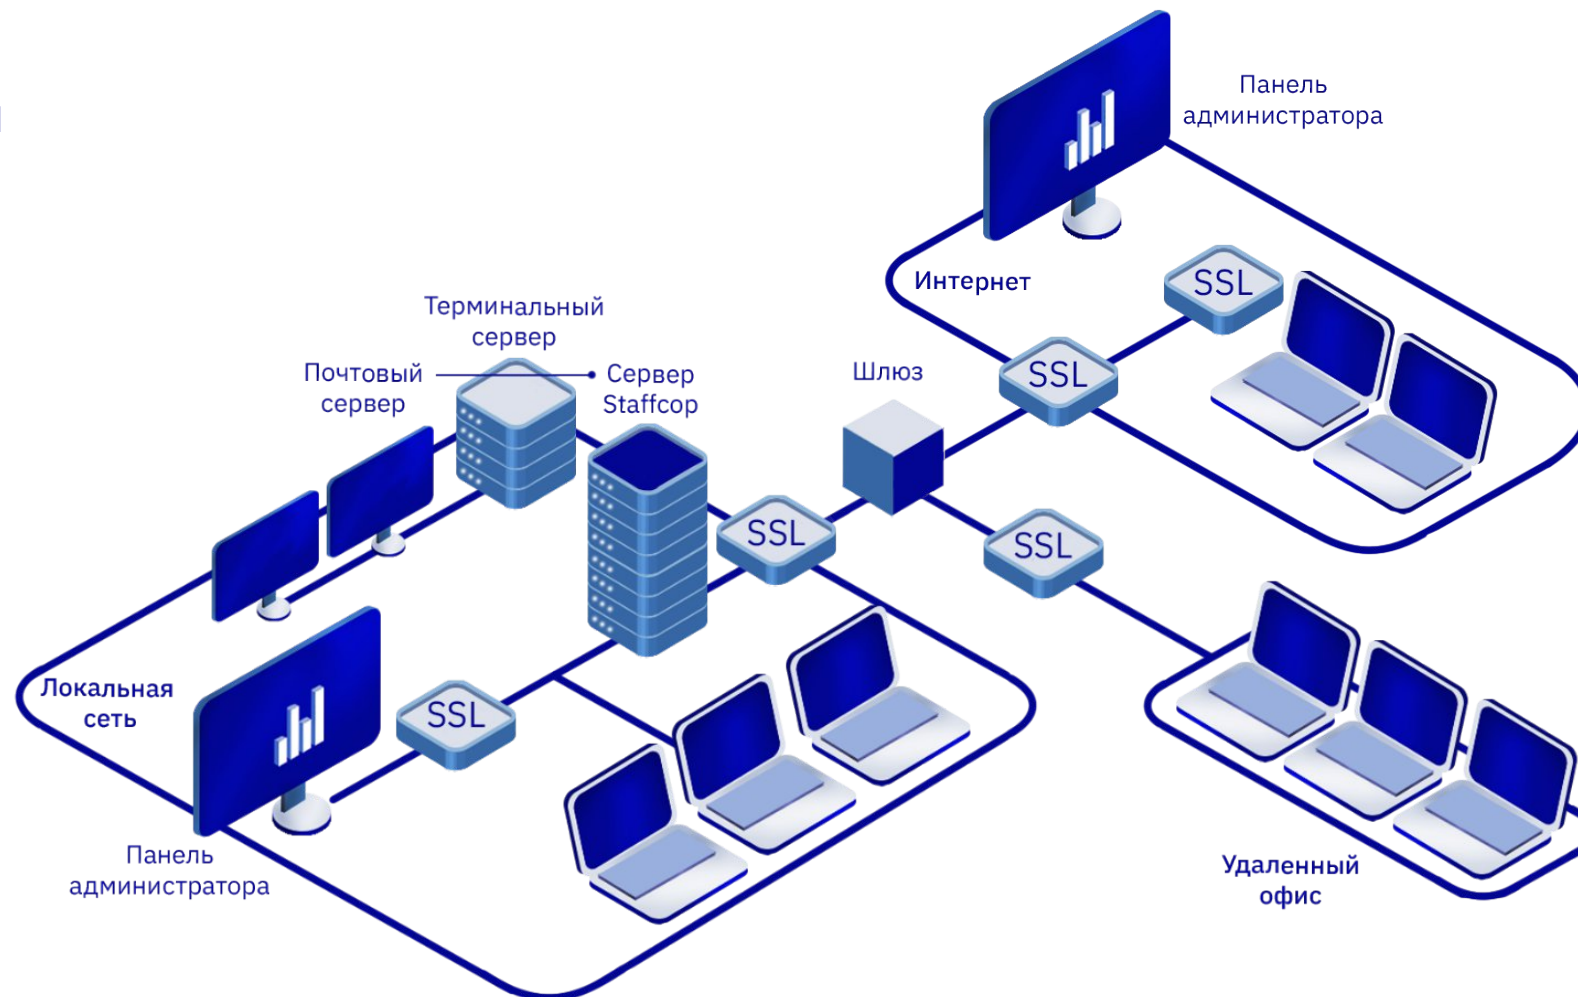 Панель
администратора
Интернет
SSL
Терминальный
сервер
Почтовый
сервер
Сервер
Staffcop
Шлюз
SSL
SSL
SSL
Локальная
сеть
SSL
Панель
администратора
Удаленный
офис